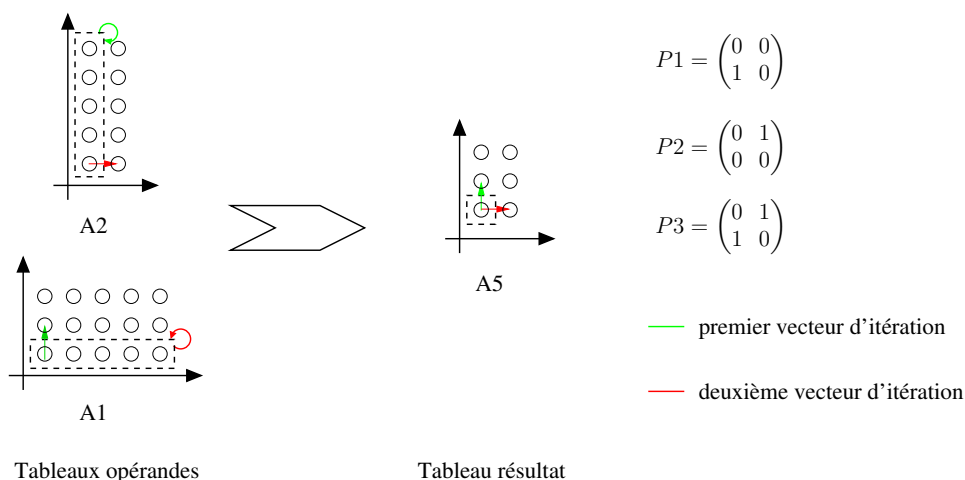 A2
A1
Tableaux opérandes
A5
Tableau résultat
P1 = (0 0
1 0)
P2 = (0 1
0 0)
P3 = (0 1
1 0)
premier vecteur d'itération
deuxième vecteur d'itération